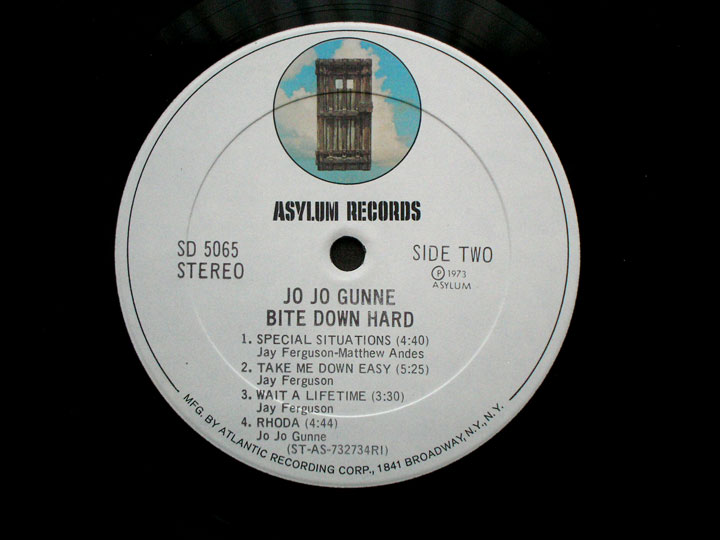 ASYLUM RECORDS
SD 5065
STEREO
SIDE TWO
Ⓟ 1973
ASYLUM
JO JO GUNNE
BITE DOWN HARD
1. SPECIAL SITUATIONS (4:40)
Jay Ferguson-Matthew Andes
2. TAKE ME DOWN EASY (5:25)
Jay Ferguson
3. WAIT A LIFETIME (3:30)
Jay Ferguson
4. RHODA (4:44)
Jo Jo Gunne
(ST-AS-732734RI)
MFG. BY ATLANTIC RECORDING CORP., 1841 BROADWAY, N.Y., N.Y.